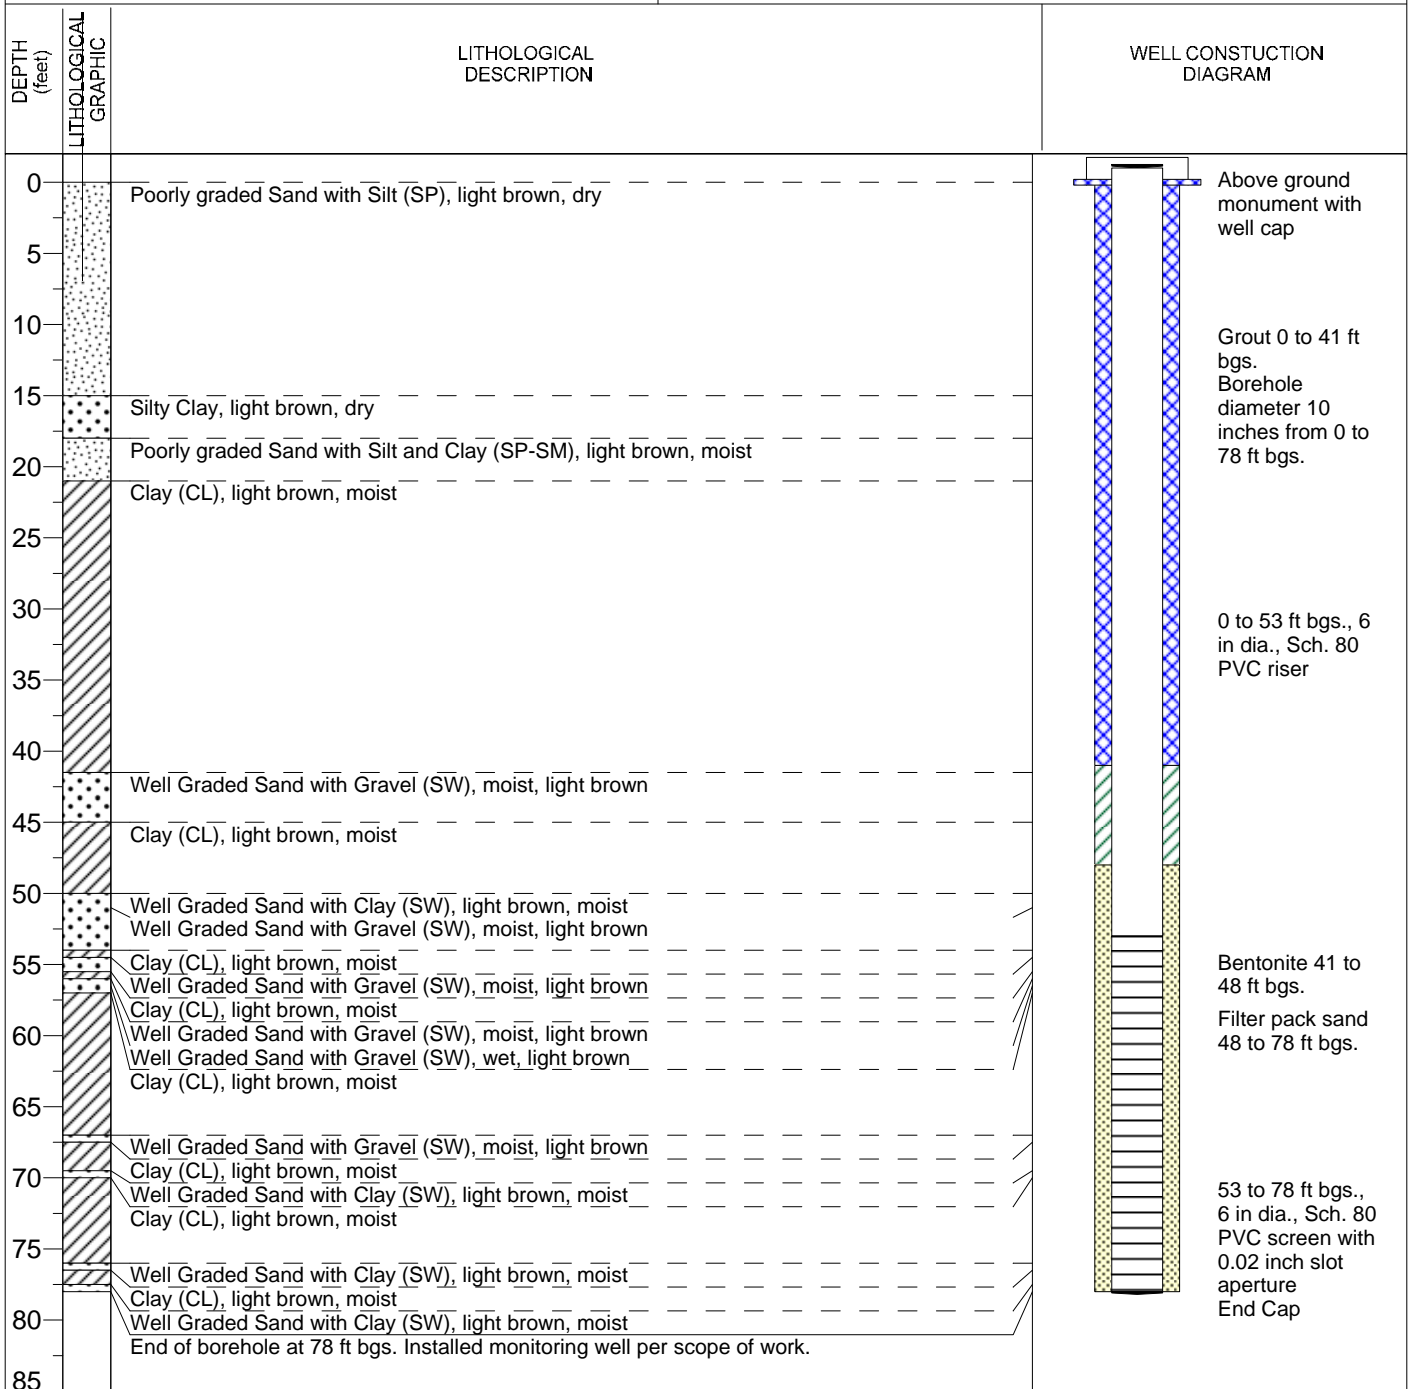 DEPTH
(feet)
LITHOLOGICAL
GRAPHIC
LITHOLOGICAL
DESCRIPTION
WELL CONSTUCTION
DIAGRAM
0
5
10
15
20
25
30
35
40
45
50
55
60
65
70
75
80
85
Poorly graded Sand with Silt (SP), light brown, dry
Silty Clay, light brown, dry
Poorly graded Sand with Silt and Clay (SP-SM), light brown, moist
Clay (CL), light brown, moist
Well Graded Sand with Gravel (SW), moist, light brown
Clay (CL), light brown, moist
Well Graded Sand with Clay (SW), light brown, moist
Well Graded Sand with Gravel (SW), moist, light brown
Clay (CL), light brown, moist
Well Graded Sand with Gravel (SW), moist, light brown
Clay (CL), light brown, moist
Well Graded Sand with Gravel (SW), moist, light brown
Well Graded Sand with Gravel (SW), wet, light brown
Clay (CL), light brown, moist
Well Graded Sand with Gravel (SW), moist, light brown
Clay (CL), light brown, moist
Well Graded Sand with Clay (SW), light brown, moist
Clay (CL), light brown, moist
Well Graded Sand with Clay (SW), light brown, moist
Clay (CL), light brown, moist
Well Graded Sand with Clay (SW), light brown, moist
End of borehole at 78 ft bgs. Installed monitoring well per scope of work.
Above ground
monument with
well cap
Grout 0 to 41 ft
bgs.
Borehole
diameter 10
inches from 0 to
78 ft bgs.
0 to 53 ft bgs., 6
in dia., Sch. 80
PVC riser
Bentonite 41 to
48 ft bgs.
Filter pack sand
48 to 78 ft bgs.
53 to 78 ft bgs.,
6 in dia., Sch. 80
PVC screen with
0.02 inch slot
aperture
End Cap